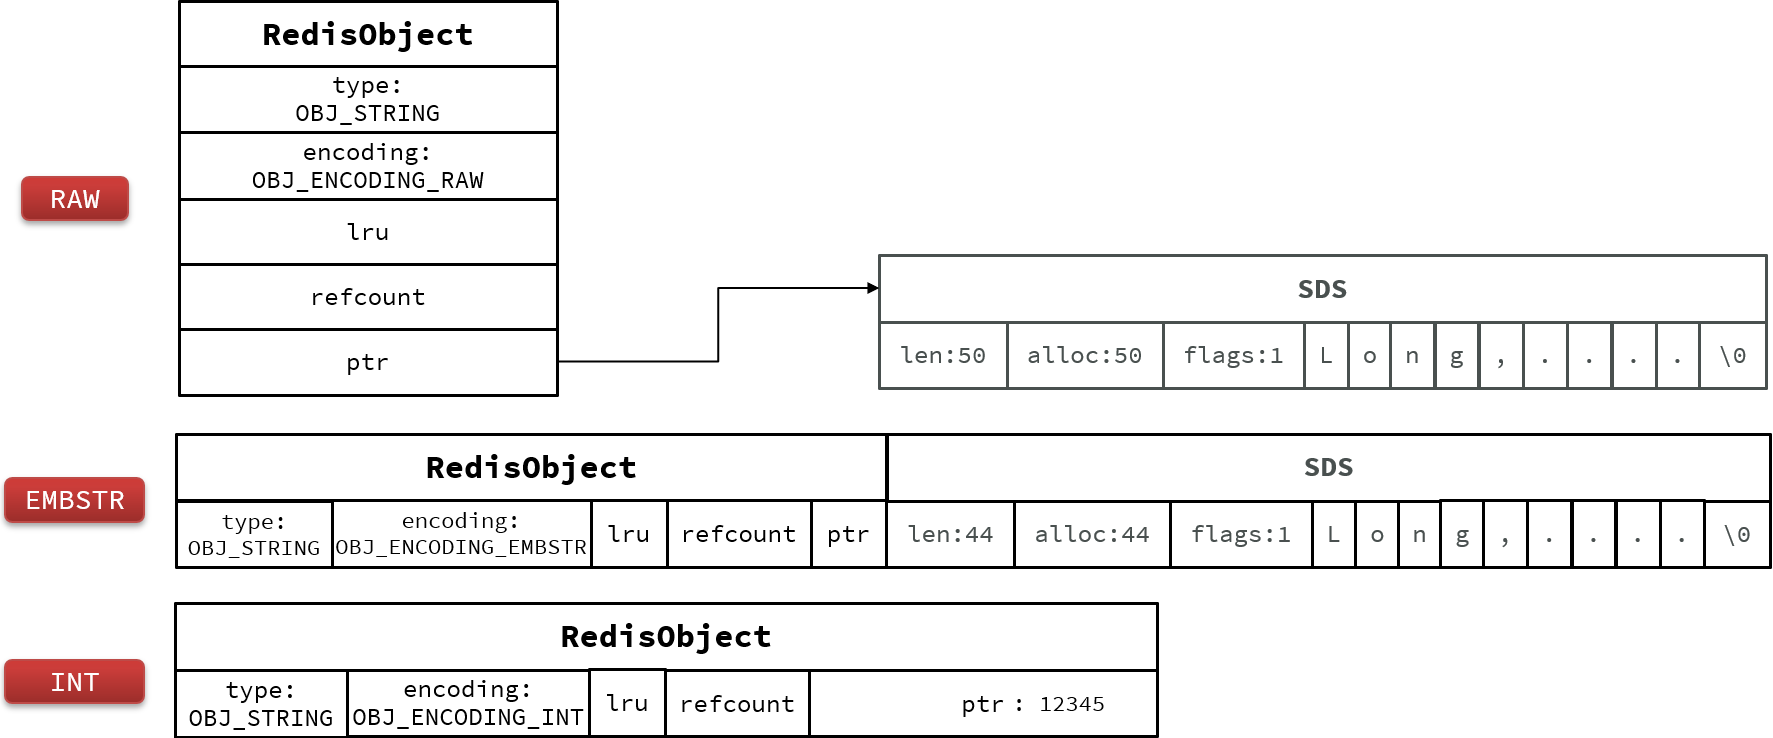 RedisObject
type:
OBJ_STRING
encoding:
OBJ_ENCODING_RAW
RAW
lru
refcount
ptr
SDS
len:50 alloc:50 flags:1 L o n g , . . . . \0
RedisObject SDS
EMBSTR
type:
OBJ_STRING
encoding:
OBJ_ENCODING_EMBSTR
lru refcount ptr len:44 alloc:44 flags:1 L o n g , . . . . \0
RedisObject
INT
type:
OBJ_STRING
encoding:
OBJ_ENCODING_INT
lru refcount ptr : 12345